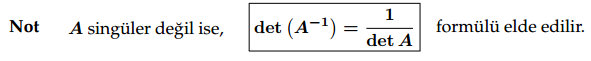 Not A singüler değil ise, det (A⁻¹) = 1 / det A formülü elde edilir.